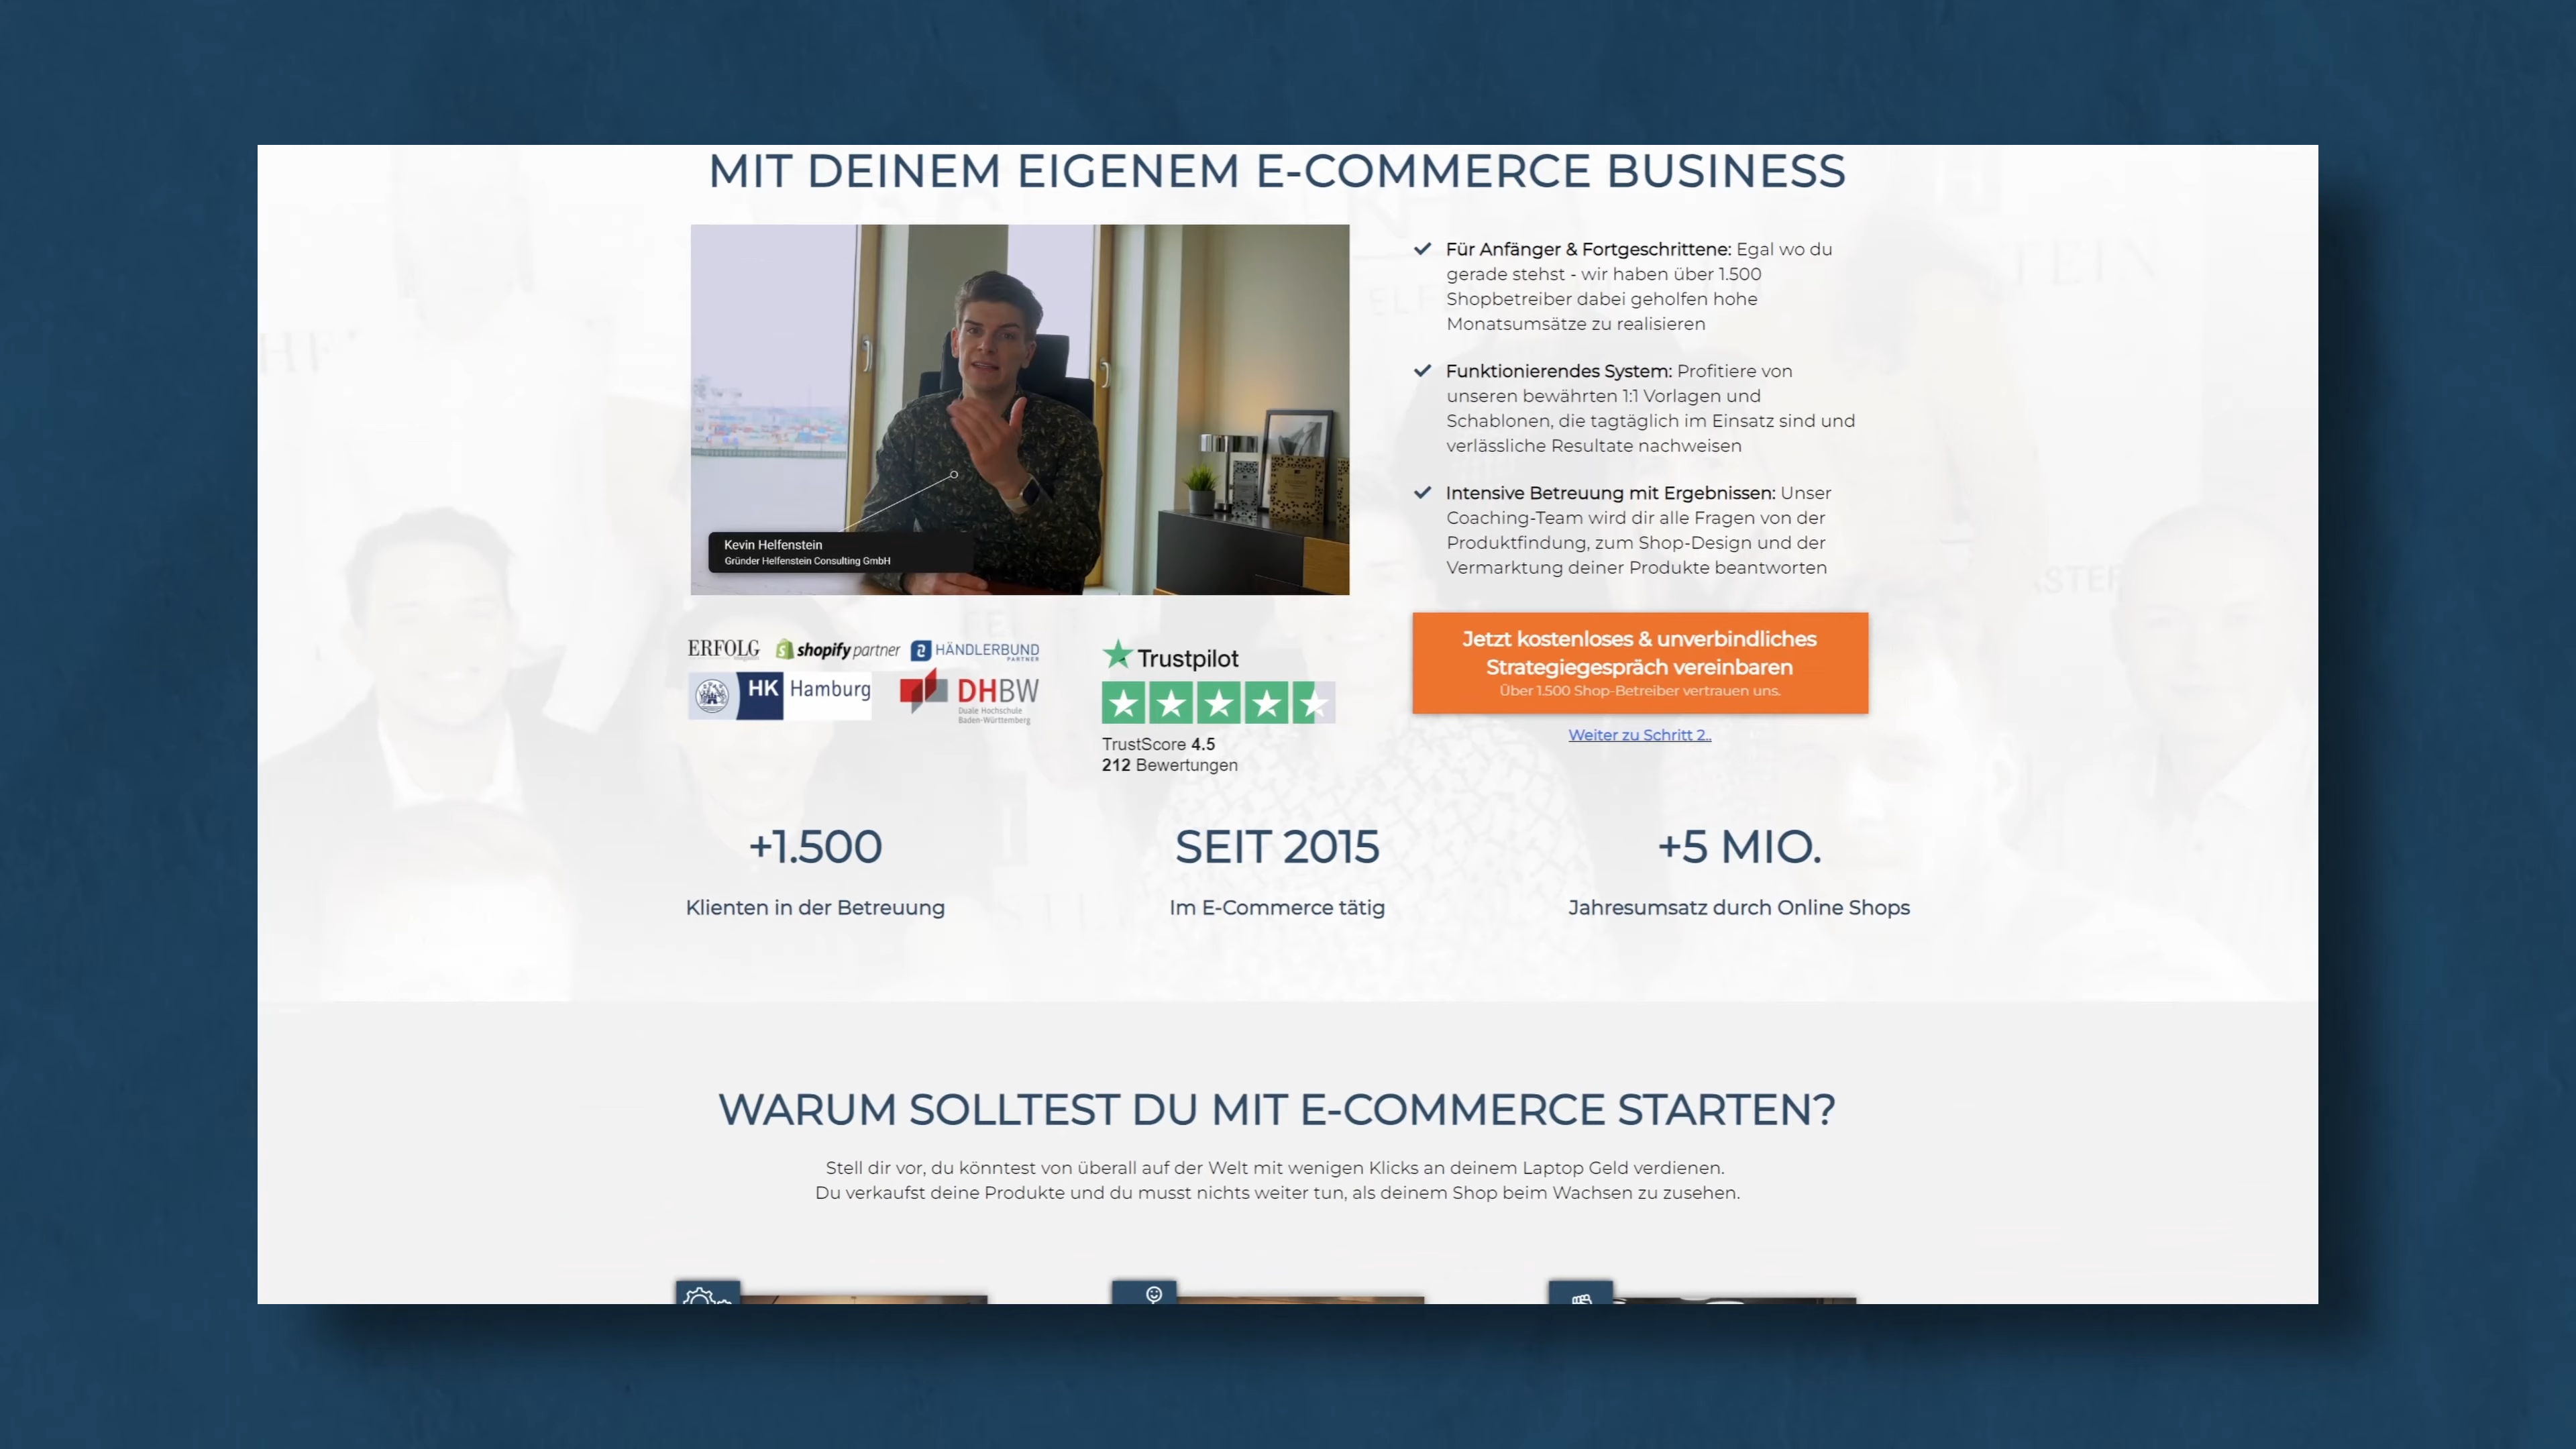 MIT DEINEM EIGENEM E-COMMERCE BUSINESS
Kevin Helfenstein
Gründer Helfenstein Consulting GmbH
Für Anfänger & Fortgeschrittene: Egal wo du
gerade stehst - wir haben über 1.500
Shopbetreiber dabei geholfen hohe
Monatsumsätze zu realisieren
Funktionierendes System: Profitiere von
unseren bewährten 1:1 Vorlagen und
Schablonen, die tagtäglich im Einsatz sind und
verlässliche Resultate nachweisen
Intensive Betreuung mit Ergebnissen: Unser
Coaching-Team wird dir alle Fragen von der
Produktfindung, zum Shop-Design und der
Vermarktung deiner Produkte beantworten
ERFOLG
shopify partner
HÄNDLERBUND
PARTNER
HK Hamburg
DHBW
Duale Hochschule
Baden-Württemberg
Trustpilot
TrustScore 4.5
212 Bewertungen
Jetzt kostenloses & unverbindliches
Strategiegespräch vereinbaren
Über 1.500 Shop-Betreiber vertrauen uns.
Weiter zu Schritt 2..
+1.500
Klienten in der Betreuung
SEIT 2015
Im E-Commerce tätig
+5 MIO.
Jahresumsatz durch Online Shops
WARUM SOLLTEST DU MIT E-COMMERCE STARTEN?
Stell dir vor, du könntest von überall auf der Welt mit wenigen Klicks an deinem Laptop Geld verdienen.
Du verkaufst deine Produkte und du musst nichts weiter tun, als deinem Shop beim Wachsen zu zusehen.